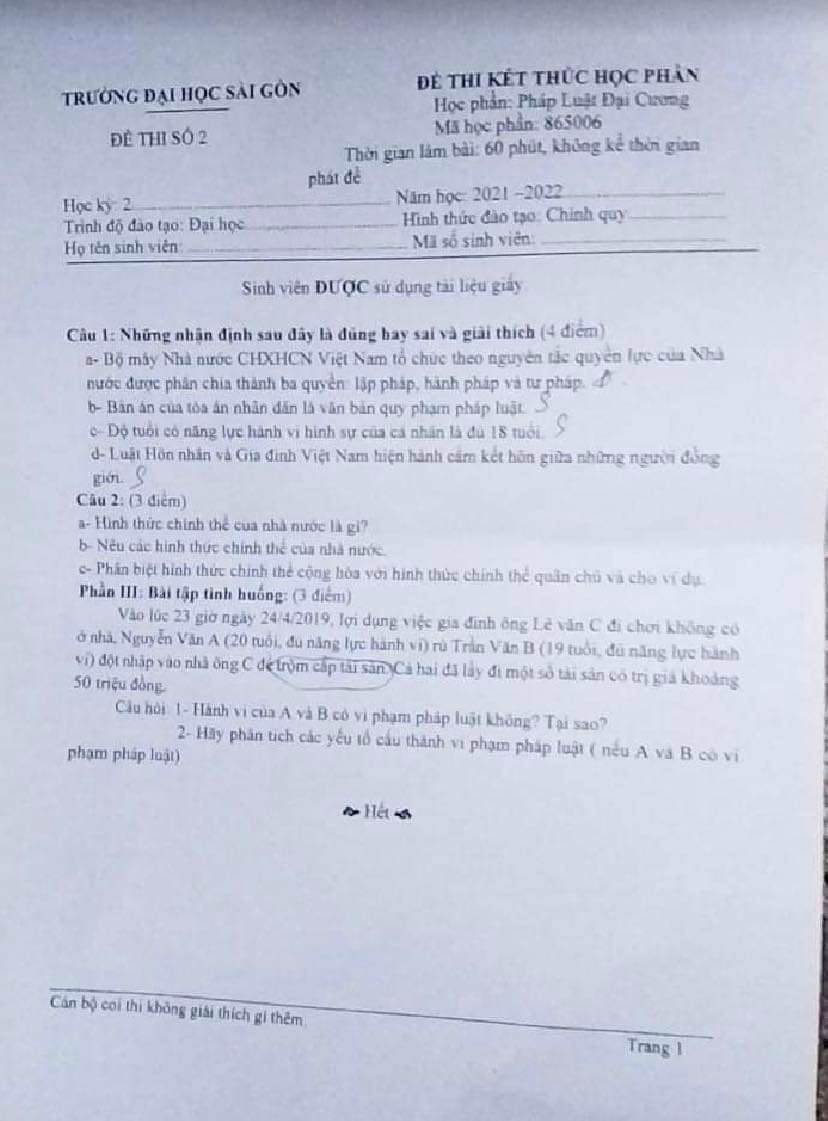 TRƯỜNG ĐẠI HỌC SÀI GÒN
ĐỀ THI SỐ 2
ĐỀ THI KẾT THÚC HỌC PHẦN
Học phần: Pháp Luật Đại Cương
Mã học phần: 865006
Thời gian làm bài: 60 phút, không kể thời gian
phát đề
Học kỳ: 2
Năm học: 2021 -2022
Trình độ đào tạo: Đại học
Hình thức đào tạo: Chính quy
Họ tên sinh viên:
Mã số sinh viên:
Sinh viên ĐƯỢC sử dụng tài liệu giấy.
Câu 1: Những nhận định sau đây là đúng hay sai và giải thích (4 điểm)
a- Bộ máy Nhà nước CHXHCN Việt Nam tổ chức theo nguyên tắc quyền lực của Nhà
nước được phân chia thành ba quyền: lập pháp, hành pháp và tư pháp. Đ
b- Bản án của tòa án nhân dân là văn bản quy phạm pháp luật. S
c- Độ tuổi có năng lực hành vi hình sự của cá nhân là đủ 18 tuổi. S
d- Luật Hôn nhân và Gia đình Việt Nam hiện hành cấm kết hôn giữa những người đồng
giới. S
Câu 2: (3 điểm)
a- Hình thức chính thể của nhà nước là gì?
b- Nêu các hình thức chính thể của nhà nước.
c- Phân biệt hình thức chính thể cộng hòa với hình thức chính thể quân chủ và cho ví dụ.
Phần III: Bài tập tình huống: (3 điểm)
Vào lúc 23 giờ ngày 24/4/2019, lợi dụng việc gia đình ông Lê văn C đi chơi không có
ở nhà, Nguyễn Văn A (20 tuổi, đủ năng lực hành vi) rủ Trần Văn B (19 tuổi, đủ năng lực hành
vi) đột nhập vào nhà ông C để trộm cắp tài sản. Cả hai đã lấy đi một số tài sản có trị giá khoảng
50 triệu đồng.
Câu hỏi: 1- Hành vi của A và B có vi phạm pháp luật không? Tại sao?
2- Hãy phân tích các yếu tố cấu thành vi phạm pháp luật ( nếu A và B có vi
phạm pháp luật)
Hết
Cán bộ coi thi không giải thích gì thêm
Trang 1